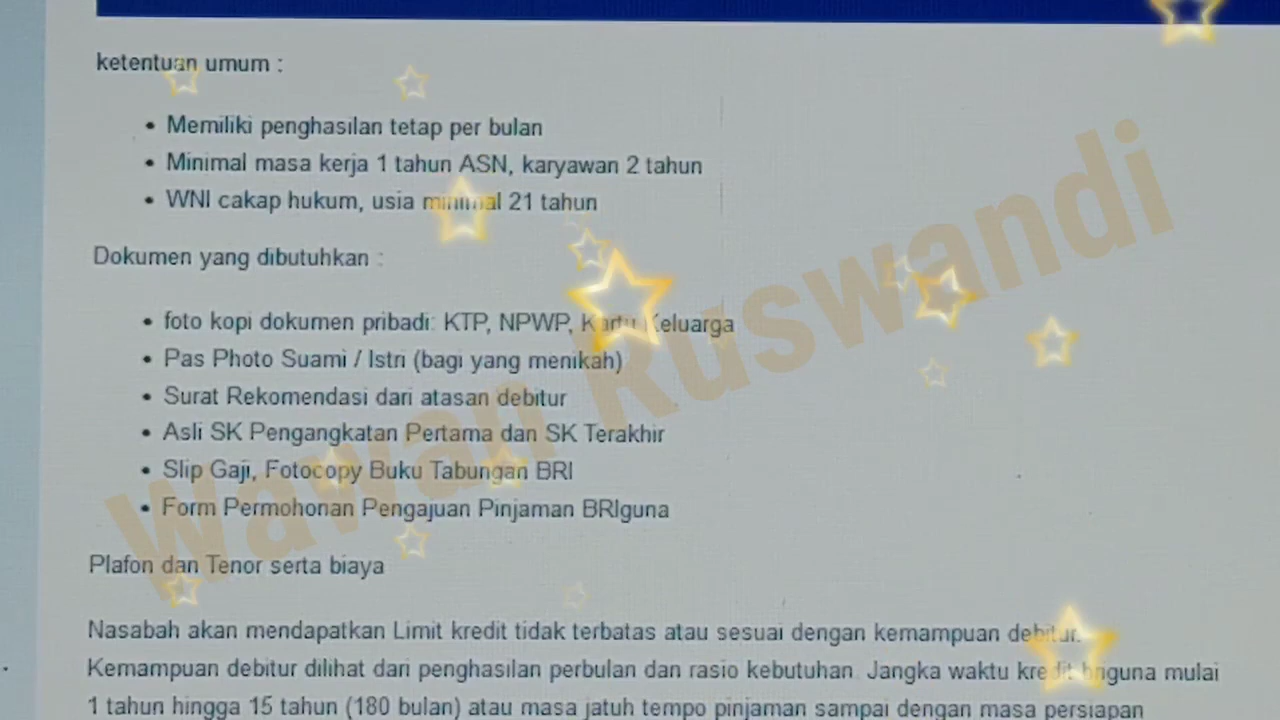 ketentuan umum :
• Memiliki penghasilan tetap per bulan
• Minimal masa kerja 1 tahun ASN, karyawan 2 tahun
• WNI cakap hukum, usia minimal 21 tahun
Dokumen yang dibutuhkan :
• foto kopi dokumen pribadi: KTP, NPWP, Kartu Keluarga
• Pas Photo Suami / Istri (bagi yang menikah)
• Surat Rekomendasi dari atasan debitur
• Asli SK Pengangkatan Pertama dan SK Terakhir
• Slip Gaji, Fotocopy Buku Tabungan BRI
• Form Permohonan Pengajuan Pinjaman BRIguna
Wawan Ruswandi
Plafon dan Tenor serta biaya
Nasabah akan mendapatkan Limit kredit tidak terbatas atau sesuai dengan kemampuan debitur.
Kemampuan debitur dilihat dari penghasilan perbulan dan rasio kebutuhan. Jangka waktu kredit briguna mulai
1 tahun hingga 15 tahun (180 bulan) atau masa jatuh tempo pinjaman sampai dengan masa persiapan